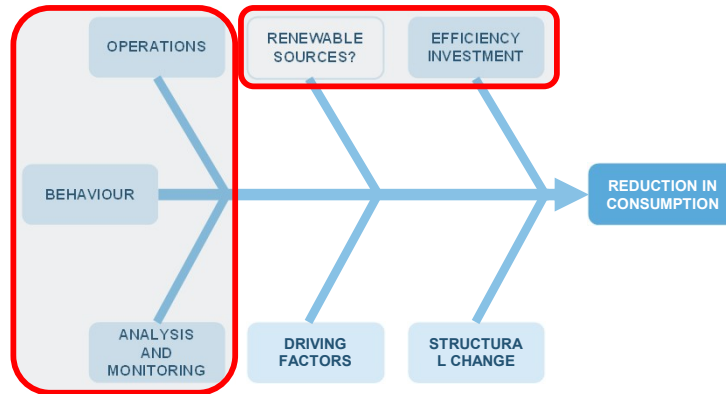 OPERATIONS
RENEWABLE
SOURCES?
EFFICIENCY
INVESTMENT
BEHAVIOUR
REDUCTION IN
CONSUMPTION
ANALYSIS
AND
MONITORING
DRIVING
FACTORS
STRUCTURA
L CHANGE